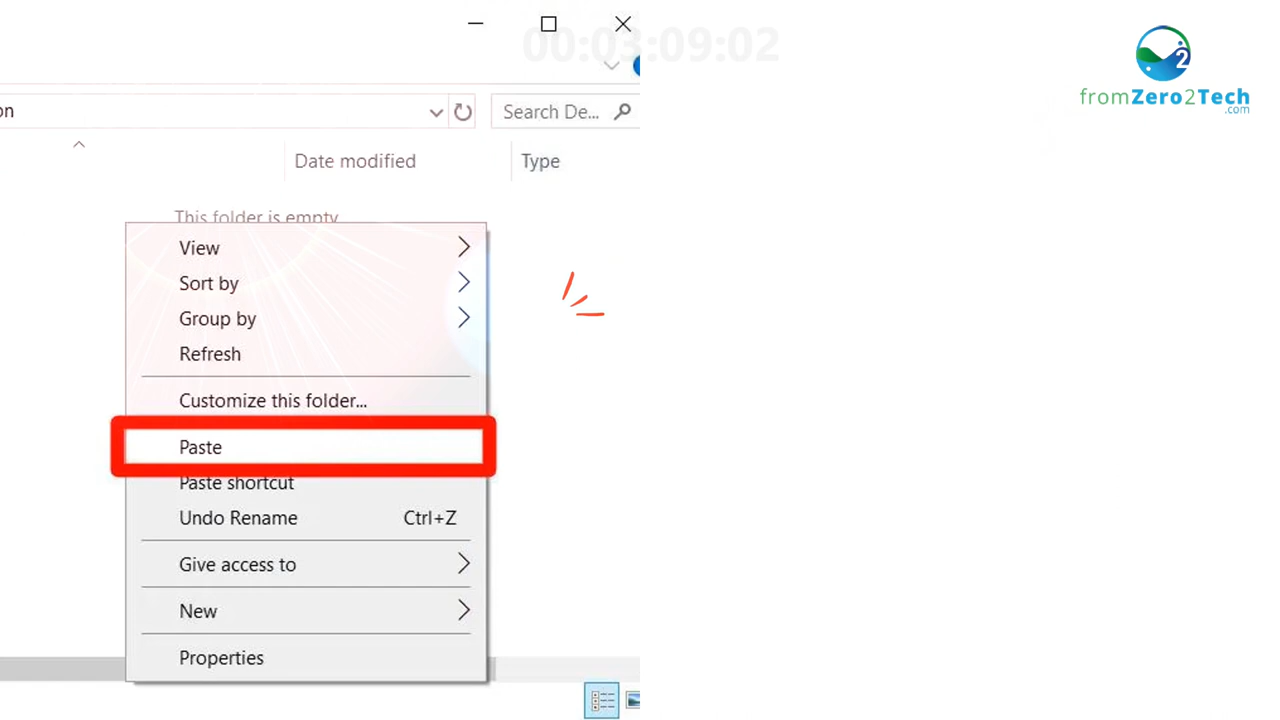 00:03:09:02
2
fromZero2Tech
.com
on
Search De...
Date modified
Type
This folder is empty
View
Sort by
Group by
Refresh
Customize this folder...
Paste
Paste shortcut
Undo Rename Ctrl+Z
Give access to
New
Properties